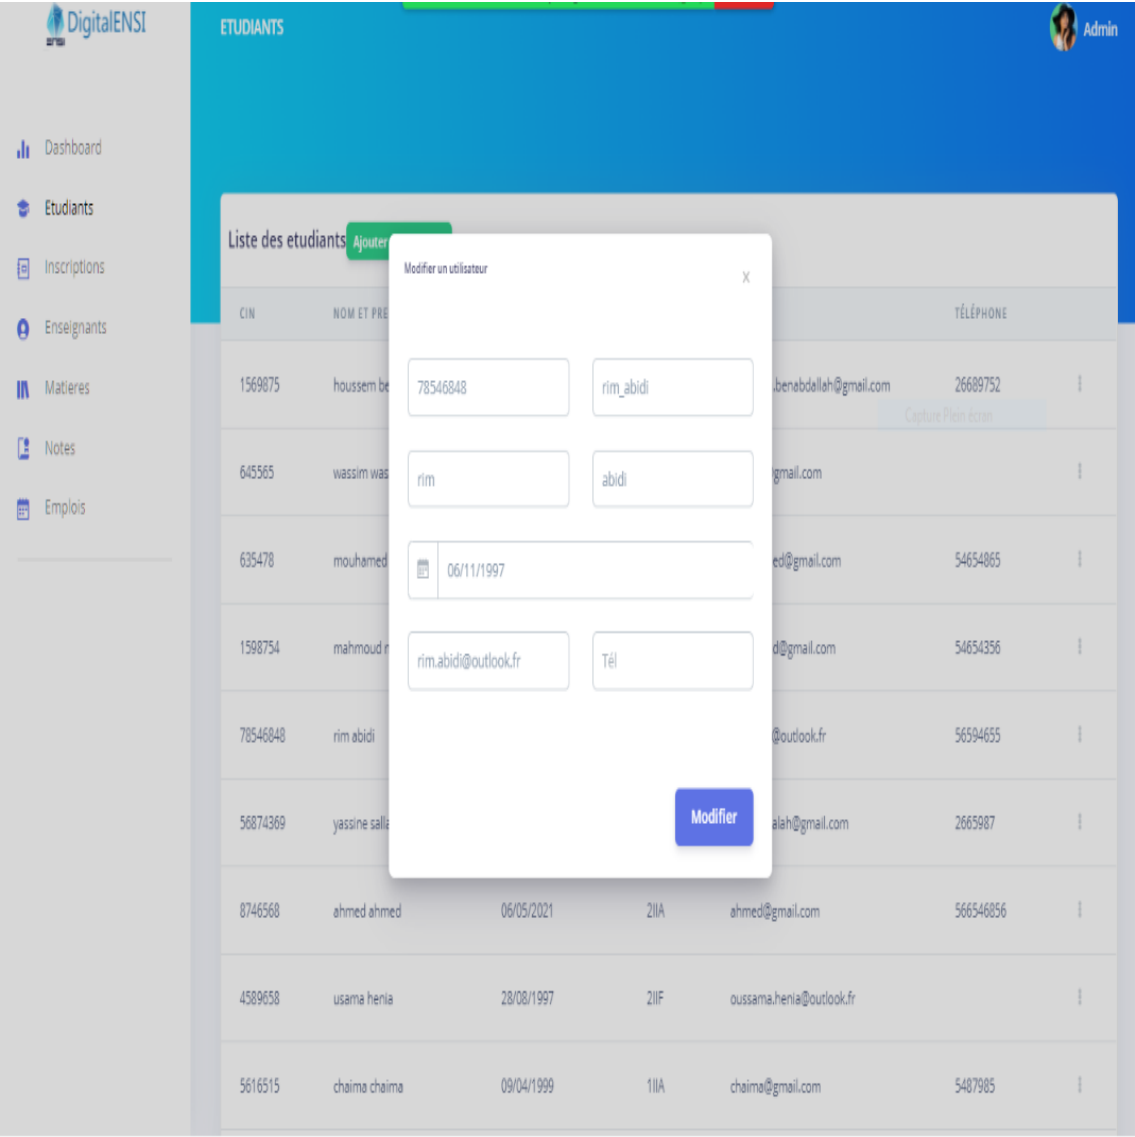 DigitalENSI
ENSI
ETUDIANTS
Admin
Dashboard
Etudiants
Inscriptions
Enseignants
Matieres
Notes
Emplois
Liste des etudiants Ajouter
CIN NOM ET PRE TÉLÉPHONE
1569875 houssem be .benabdallah@gmail.com 26689752
Capture Plein écran
645565 wassim was @gmail.com
635478 mouhamed ed@gmail.com 54654865
1598754 mahmoud d@gmail.com 54654356
78546848 rim abidi @outlook.fr 56594655
56874369 yassine salla alah@gmail.com 2665987
8746568 ahmed ahmed 06/05/2021 2IIA ahmed@gmail.com 566546856
4589658 usama henia 28/08/1997 2IIF oussama.henia@outlook.fr
5616515 chaima chaima 09/04/1999 1IIA chaima@gmail.com 5487985
Modifier un utilisateur
x
78546848 rim_abidi
rim abidi
06/11/1997
rim.abidi@outlook.fr Tél
Modifier